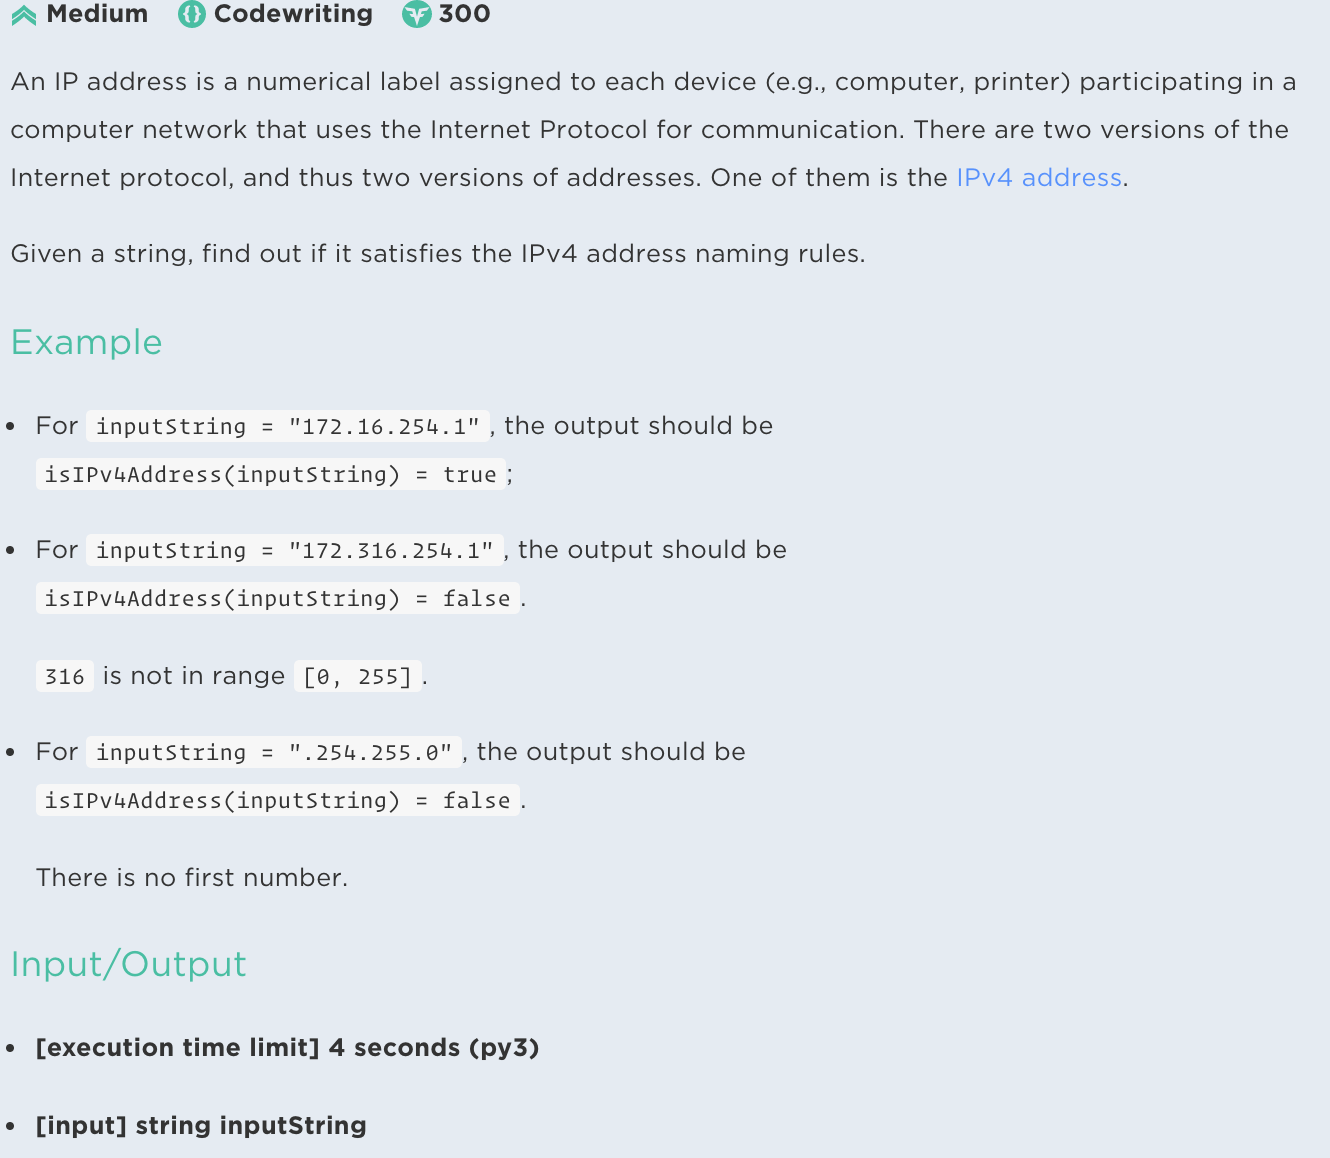 Medium Codewriting 300
An IP address is a numerical label assigned to each device (e.g., computer, printer) participating in a
computer network that uses the Internet Protocol for communication. There are two versions of the
Internet protocol, and thus two versions of addresses. One of them is the IPv4 address.
Given a string, find out if it satisfies the IPv4 address naming rules.
Example
• For inputString = "172.16.254.1", the output should be
isIPv4Address(inputString) = true;
• For inputString = "172.316.254.1", the output should be
isIPv4Address(inputString) = false.
316 is not in range [0, 255].
• For inputString = ".254.255.0", the output should be
isIPv4Address(inputString) = false.
There is no first number.
Input/Output
• [execution time limit] 4 seconds (py3)
• [input] string inputString